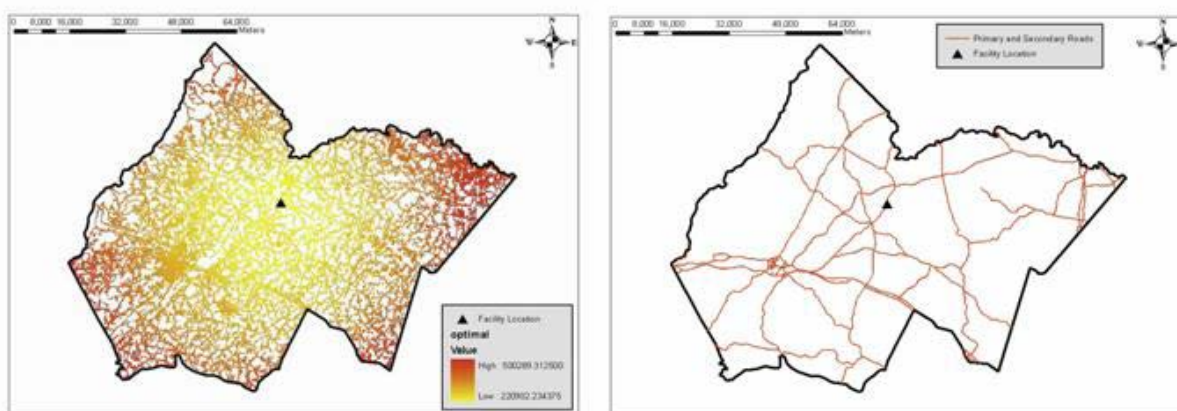 0 8,000 16,000 32,000 48,000 64,000
Meters
N
W E
S
Facility Location
optimal
Value
High : 500289.312500
Low : 220902.234375
0 8,000 16,000 32,000 48,000 64,000
Meters
Primary and Secondary Roads
Facility Location
N
W E
S